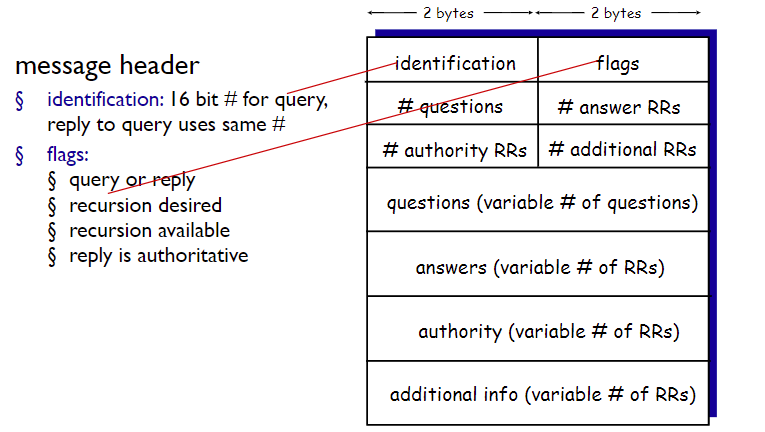 message header
§ identification: 16 bit # for query,
reply to query uses same #
§ flags:
§ query or reply
§ recursion desired
§ recursion available
§ reply is authoritative
2 bytes 2 bytes
identification flags
# questions # answer RRs
# authority RRs # additional RRs
questions (variable # of questions)
answers (variable # of RRs)
authority (variable # of RRs)
additional info (variable # of RRs)